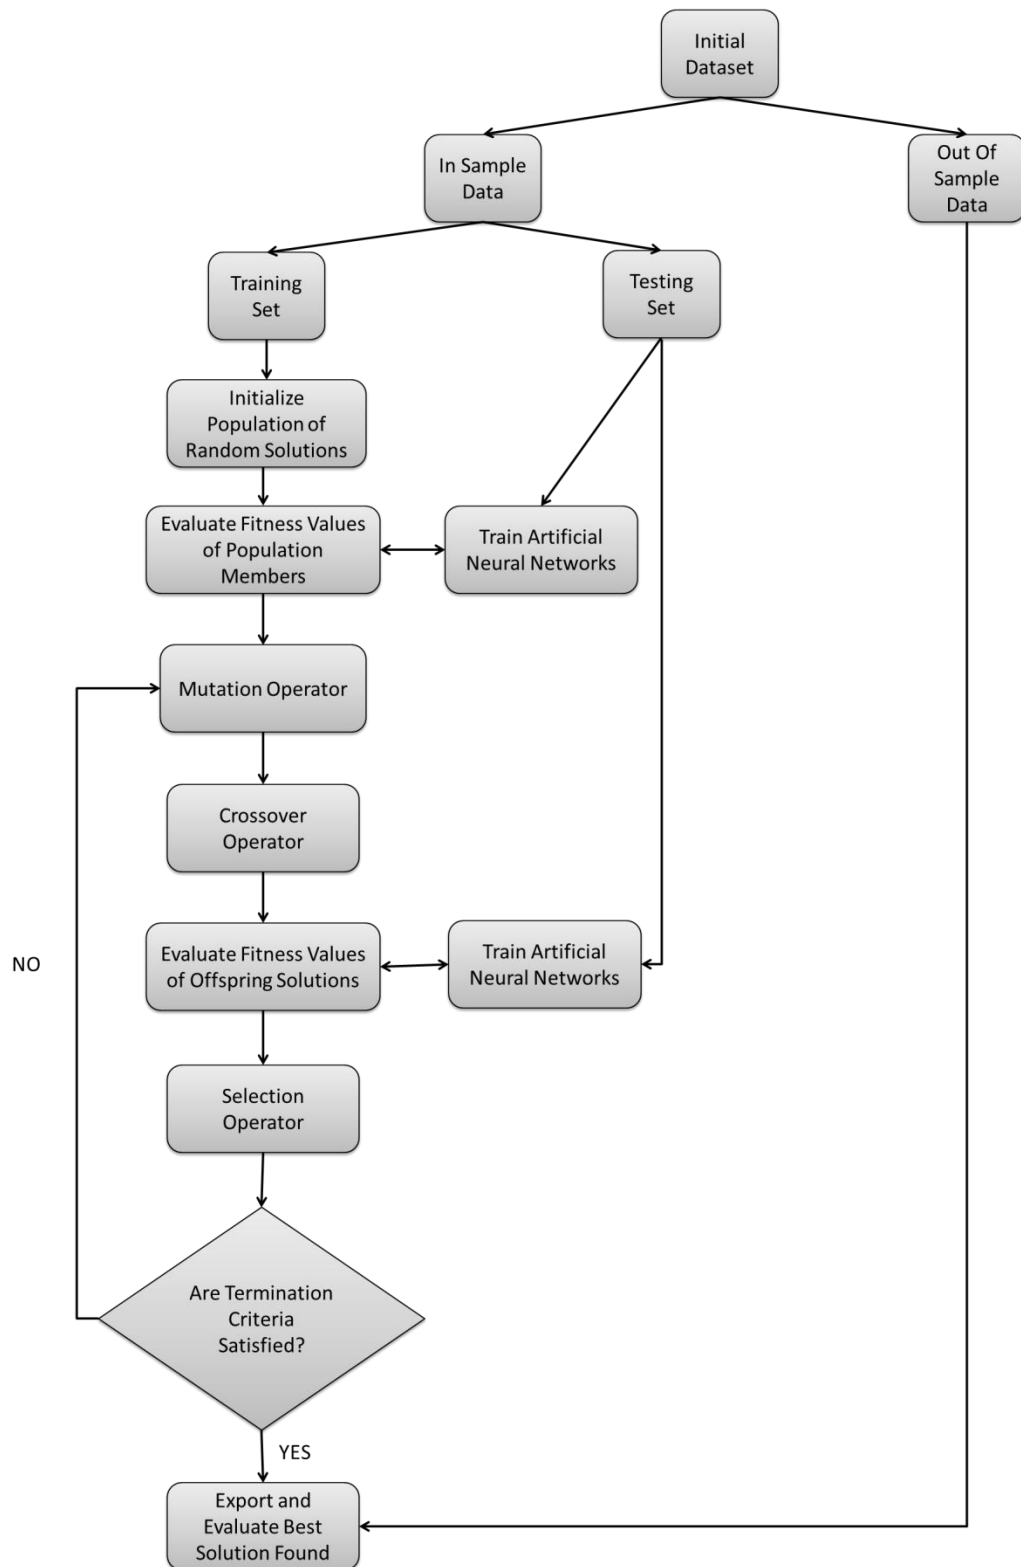 Initial
Dataset
In Sample
Data
Out Of
Sample
Data
Training
Set
Testing
Set
Initialize
Population of
Random Solutions
Evaluate Fitness Values
of Population
Members
Train Artificial
Neural Networks
Mutation Operator
Crossover
Operator
Evaluate Fitness Values
of Offspring Solutions
Train Artificial
Neural Networks
NO
Selection
Operator
Are Termination
Criteria
Satisfied?
YES
Export and
Evaluate Best
Solution Found